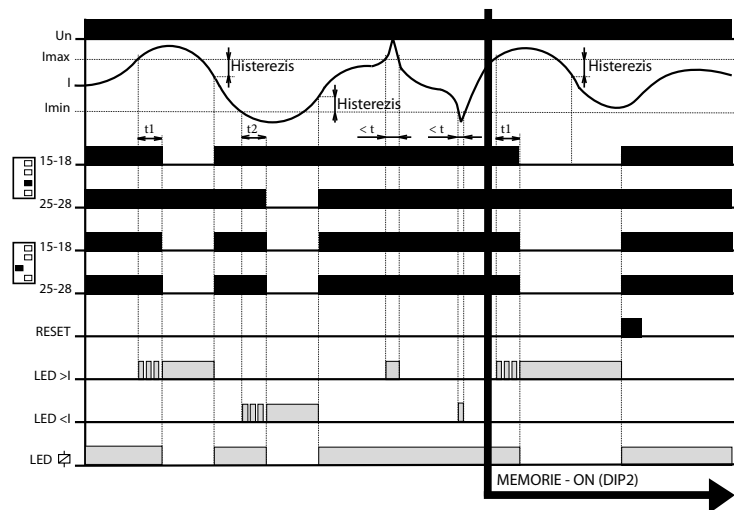 Un
Imax
Histerezis
Histerezis
I
Histerezis
Imin
t1
t2
< t
< t
t1
15-18
25-28
15-18
25-28
RESET
LED >I
LED <I
LED
MEMORIE - ON (DIP2)